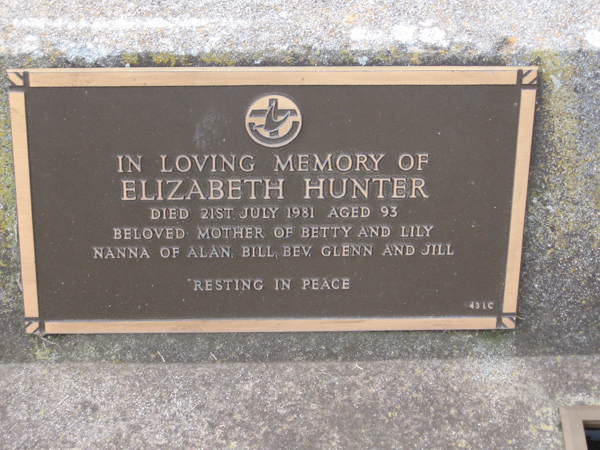 IN LOVING MEMORY OF
ELIZABETH HUNTER
DIED 21ST JULY 1981 AGED 93
BELOVED MOTHER OF BETTY AND LILY
NANNA OF ALAN, BILL, BEV, GLENN AND JILL
RESTING IN PEACE
431C